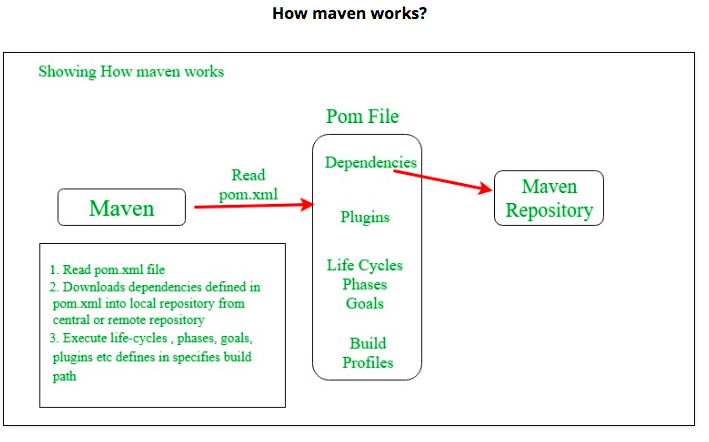 How maven works?
Showing How maven works
Pom File
Dependencies
Read
pom.xml
Maven
Repository
Maven
Plugins
1. Read pom.xml file
2. Downloads dependencies defined in
pom.xml into local repository from
central or remote repository
3. Execute life-cycles , phases, goals,
plugins etc defines in specifies build
path
Life Cycles
Phases
Goals
Build
Profiles